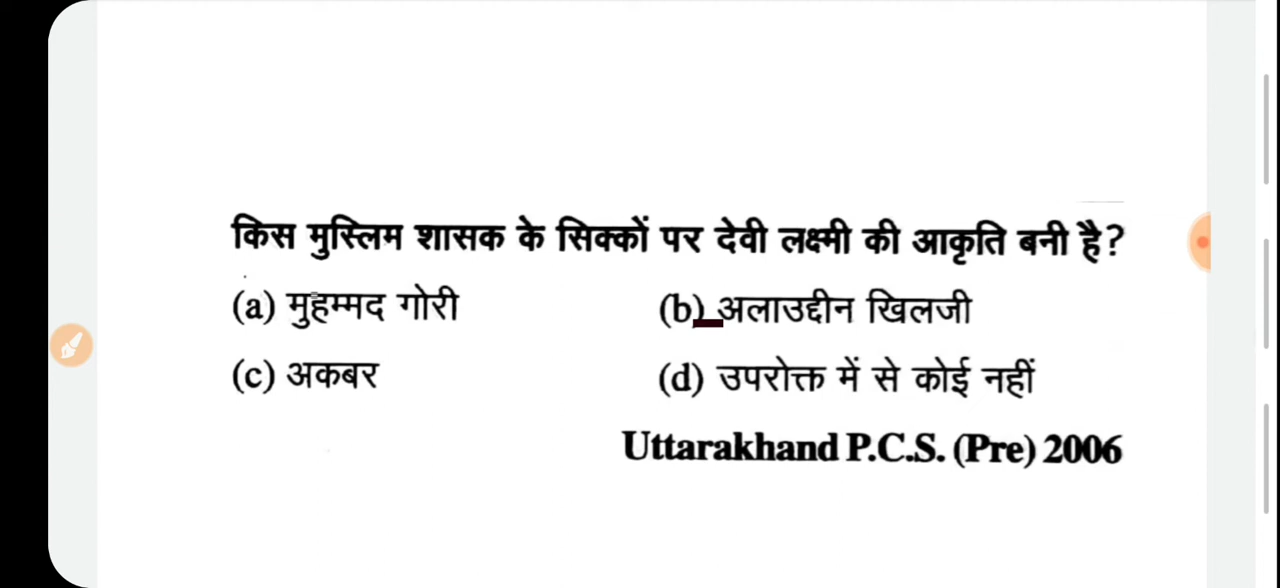 किस मुस्लिम शासक के सिक्कों पर देवी लक्ष्मी की आकृति बनी है?
(a) मुहम्मद गोरी (b) अलाउद्दीन खिलजी
(c) अकबर (d) उपरोक्त में से कोई नहीं
Uttarakhand P.C.S. (Pre) 2006